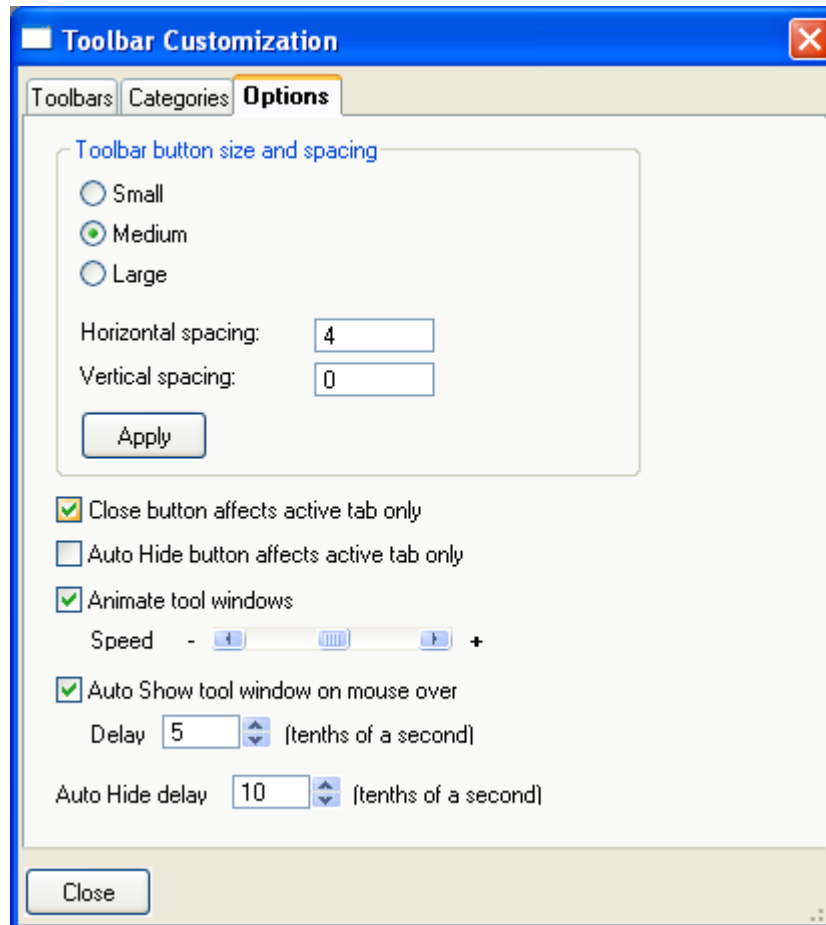 Toolbar Customization
Toolbars Categories Options
Toolbar button size and spacing
Small
Medium
Large
Horizontal spacing: 4
Vertical spacing: 0
Apply
Close button affects active tab only
Auto Hide button affects active tab only
Animate tool windows
Speed - +
Auto Show tool window on mouse over
Delay 5 (tenths of a second)
Auto Hide delay 10 (tenths of a second)
Close